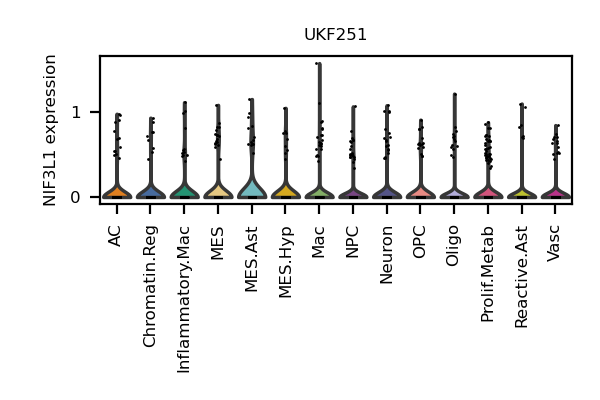 UKF251
NIF3L1 expression
1
0
AC
Chromatin.Reg
Inflammatory.Mac
MES
MES.Ast
MES.Hyp
Mac
NPC
Neuron
OPC
Oligo
Prolif.Metab
Reactive.Ast
Vasc